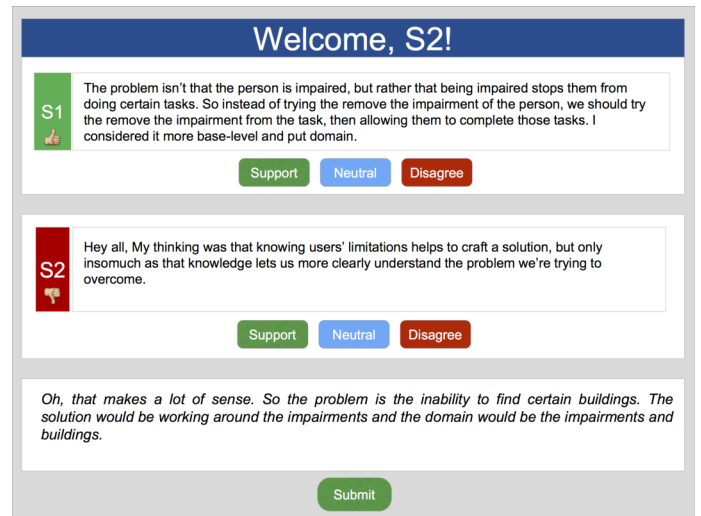 Welcome, S2!
S1
The problem isn't that the person is impaired, but rather that being impaired stops them from
doing certain tasks. So instead of trying the remove the impairment of the person, we should try
the remove the impairment from the task, then allowing them to complete those tasks. I
considered it more base-level and put domain.
Support Neutral Disagree
S2
Hey all, My thinking was that knowing users' limitations helps to craft a solution, but only
insomuch as that knowledge lets us more clearly understand the problem we're trying to
overcome.
Support Neutral Disagree
Oh, that makes a lot of sense. So the problem is the inability to find certain buildings. The
solution would be working around the impairments and the domain would be the impairments and
buildings.
Submit